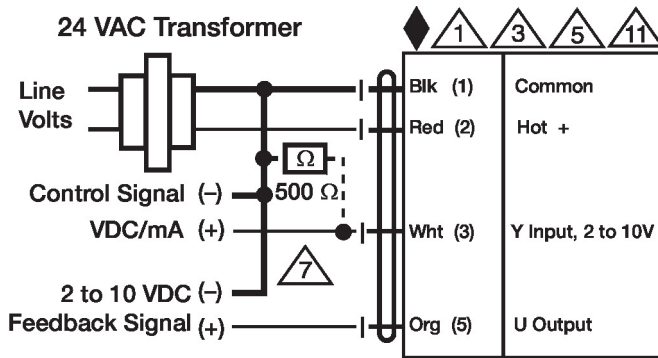 24 VAC Transformer
1 3 5 11
Line
Volts
Blk (1) Common
Red (2) Hot +
Ω
500 Ω
Control Signal (–)
VDC/mA (+)
Wht (3) Y Input, 2 to 10V
7
2 to 10 VDC (–)
Feedback Signal (+)
Org (5) U Output